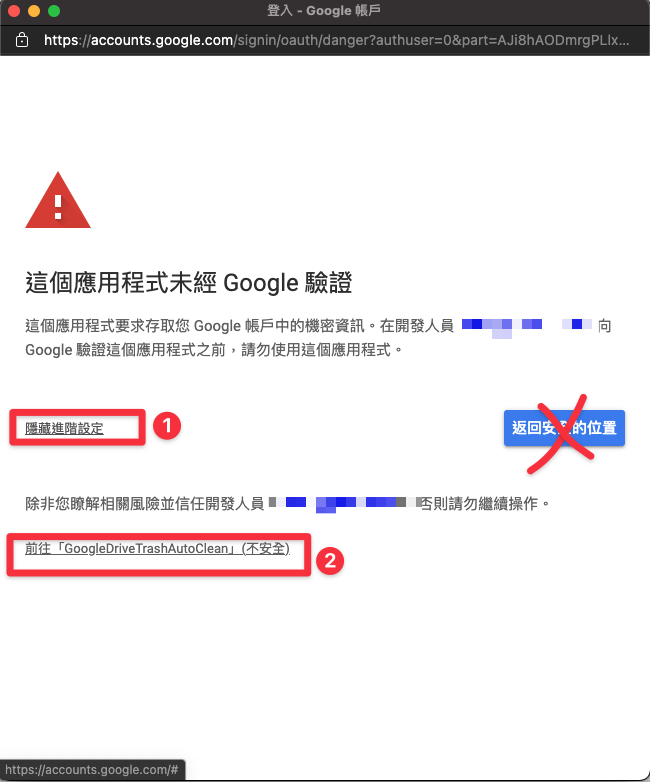 登入 - Google 帳戶
https://accounts.google.com/signin/oauth/danger?authuser=0&part=AJi8hAODmrgPLlx...
這個應用程式未經 Google 驗證
這個應用程式要求存取您 Google 帳戶中的機密資訊。在開發人員 向
Google 驗證這個應用程式之前，請勿使用這個應用程式。
隱藏進階設定
1
返回安全的位置
除非您瞭解相關風險並信任開發人員 否則請勿繼續操作。
前往「GoogleDriveTrashAutoClean」(不安全)
2
https://accounts.google.com/#